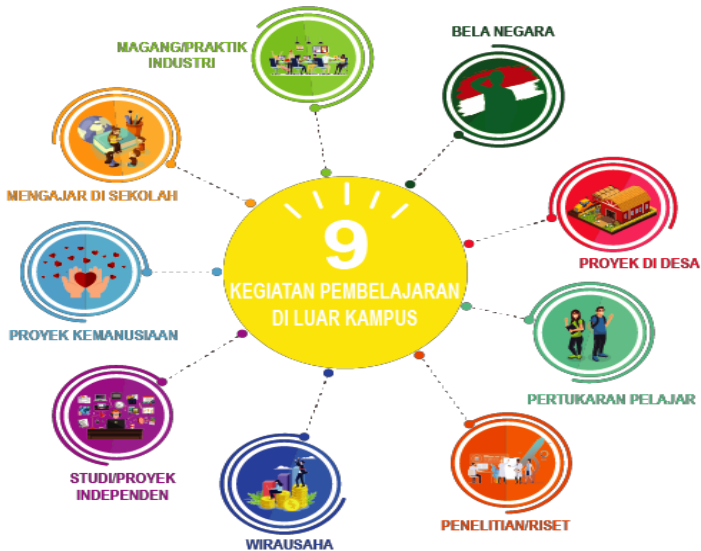 9
KEGIATAN PEMBELAJARAN
DI LUAR KAMPUS
MAGANG/PRAKTIK
INDUSTRI
BELA NEGARA
PROYEK DI DESA
PERTUKARAN PELAJAR
PENELITIAN/RISET
WIRAUSAHA
STUDI/PROYEK
INDEPENDEN
PROYEK KEMANUSIAAN
MENGAJAR DI SEKOLAH